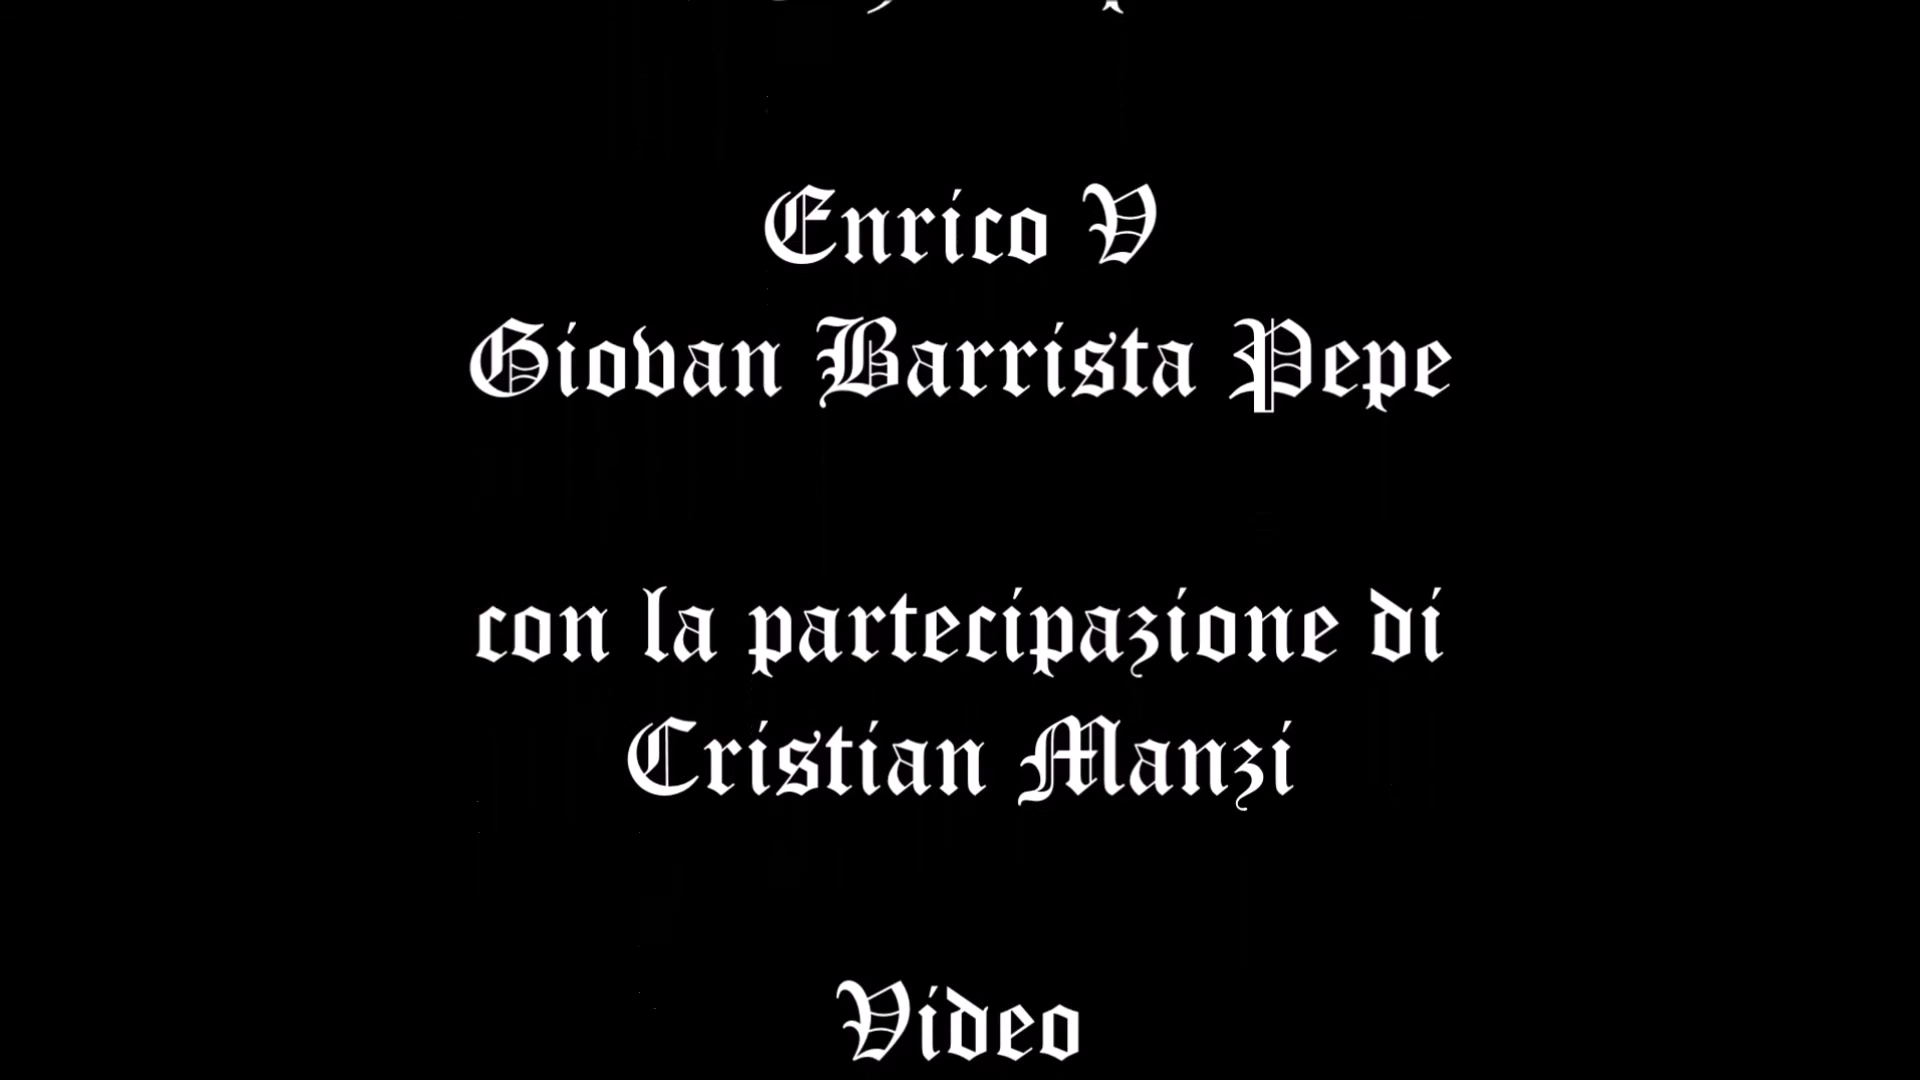 Enrico V
Giovan Barrista Pepe
con la partecipazione di
Cristian Manzi
Video